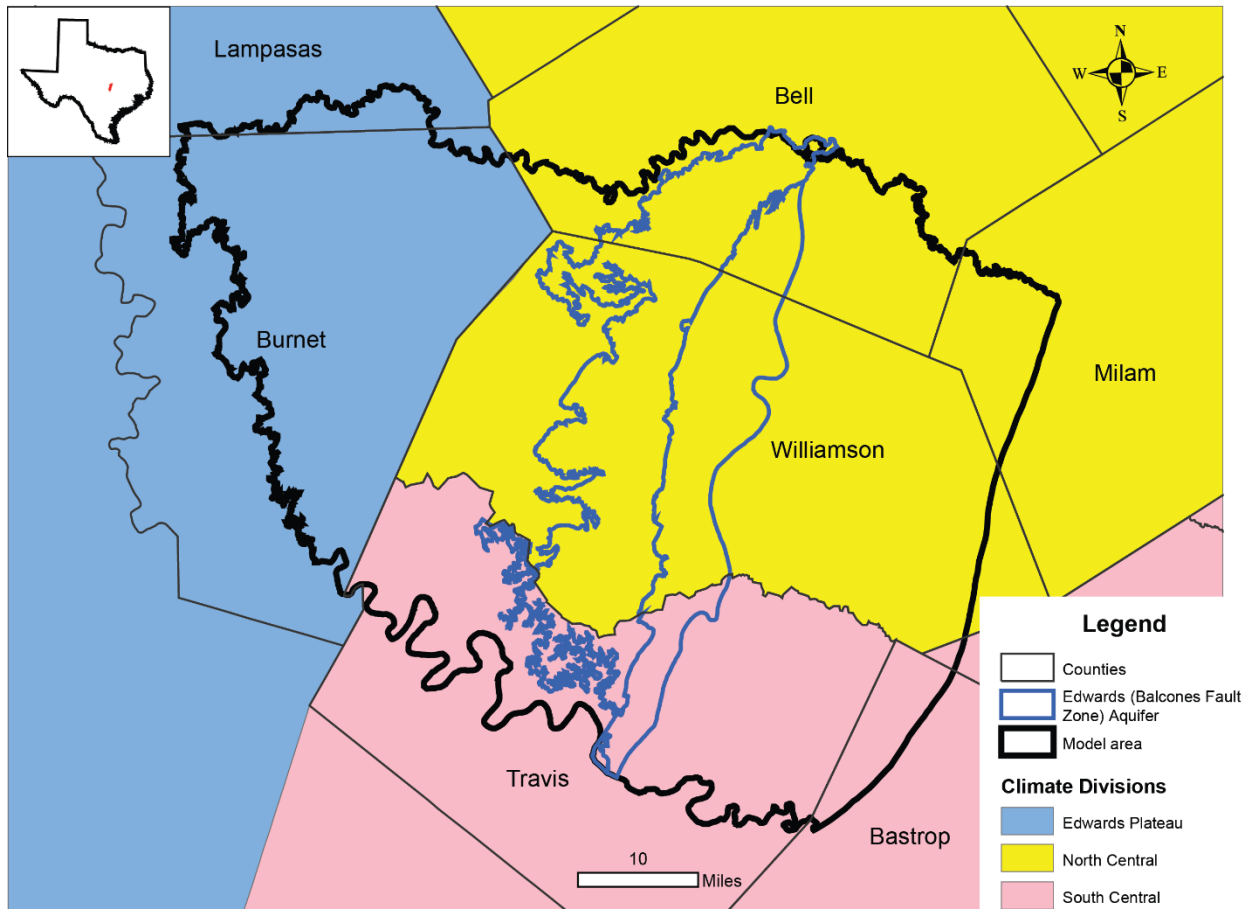 Lampasas
N
W E
S
Bell
Burnet
Milam
Williamson
Travis
Bastrop
10
Miles
Legend
Counties
Edwards (Balcones Fault
Zone) Aquifer
Model area
Climate Divisions
Edwards Plateau
North Central
South Central